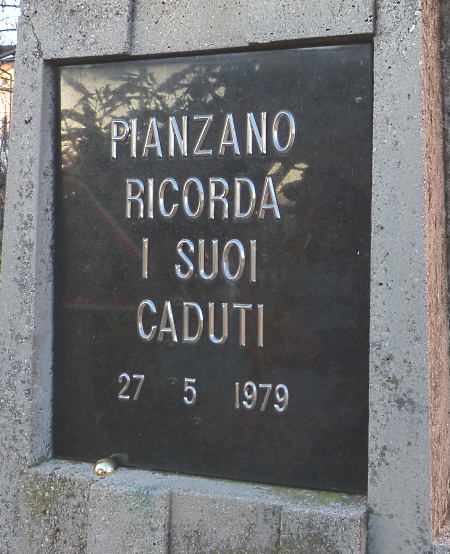 PIANZANO
RICORDA
I SUOI
CADUTI
27 5 1979